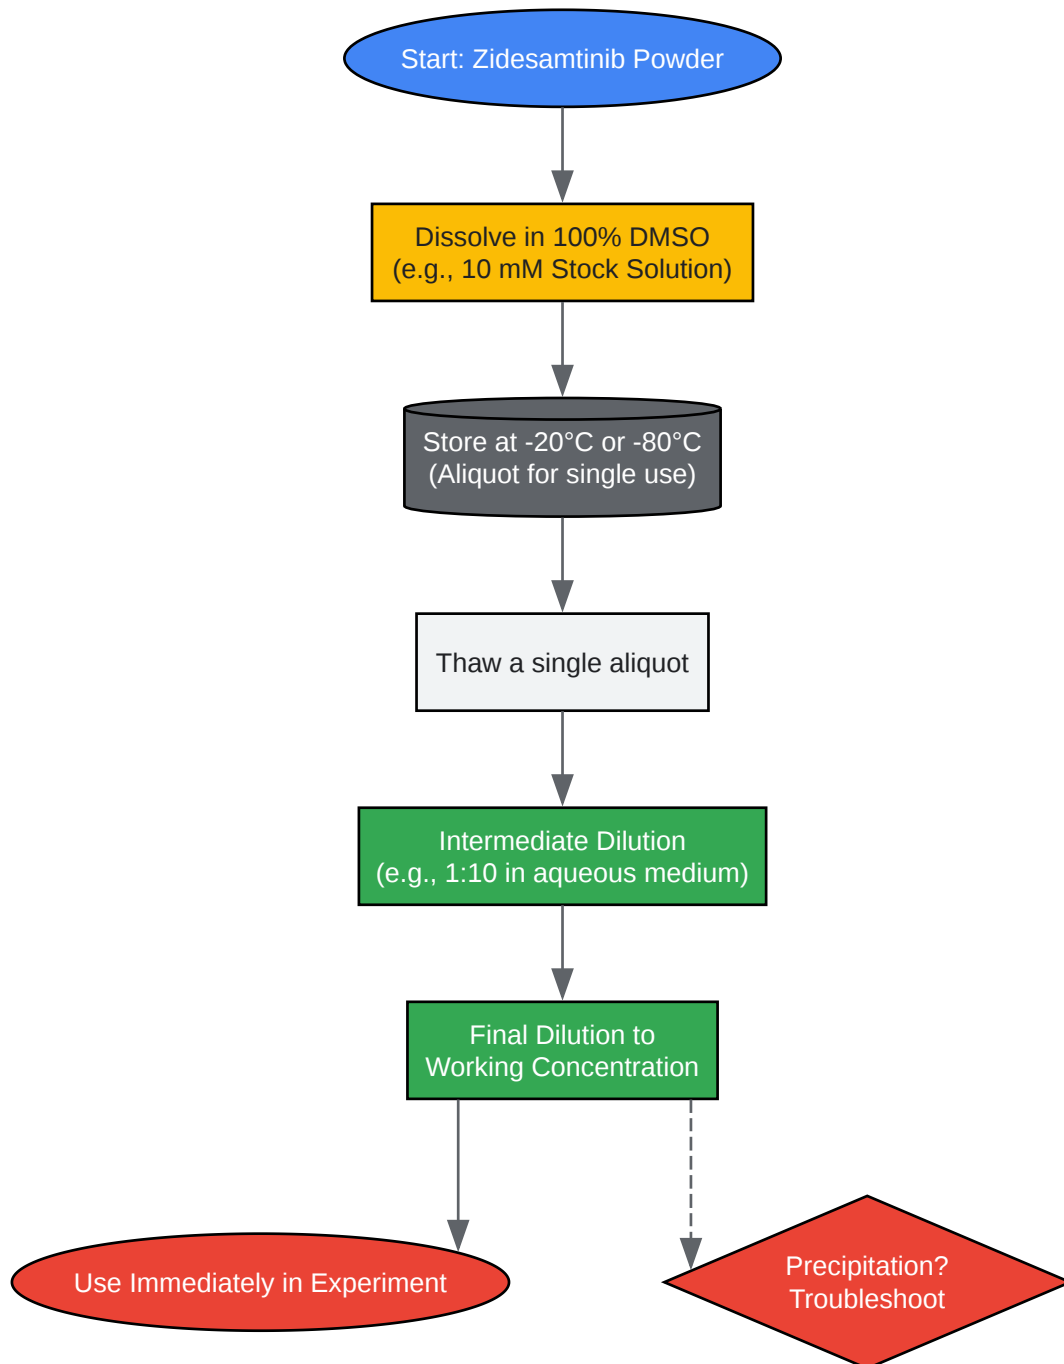 Start: Zidesamtinib Powder
Dissolve in 100% DMSO
(e.g., 10 mM Stock Solution)
Store at -20°C or -80°C
(Aliquot for single use)
Thaw a single aliquot
Intermediate Dilution
(e.g., 1:10 in aqueous medium)
Final Dilution to
Working Concentration
Use Immediately in Experiment
Precipitation?
Troubleshoot